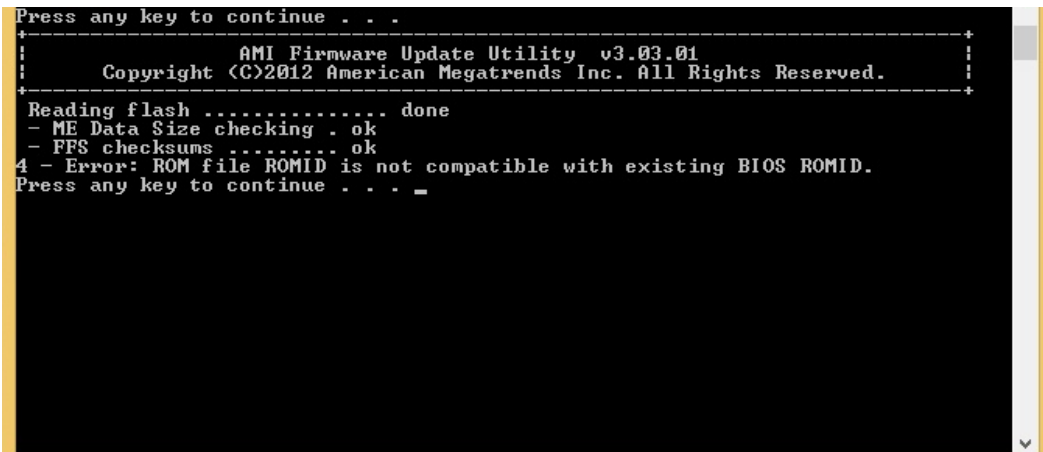 Press any key to continue . . .
+---------------------------------------------------------------------------+
| AMI Firmware Update Utility v3.03.01 |
| Copyright (C)2012 American Megatrends Inc. All Rights Reserved. |
+---------------------------------------------------------------------------+
Reading flash ............... done
- ME Data Size checking . ok
- FFS checksums ......... ok
4 - Error: ROM file ROMID is not compatible with existing BIOS ROMID.
Press any key to continue . . . _